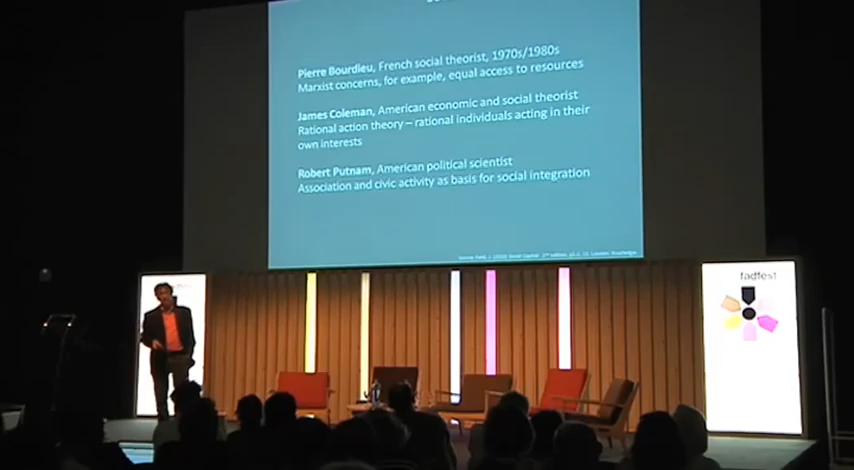 Pierre Bourdieu, French social theorist, 1970s/1980s
Marxist concerns, for example, equal access to resources
James Coleman, American economic and social theorist
Rational action theory – rational individuals acting in their
own interests
Robert Putnam, American political scientist
Association and civic activity as basis for social integration
fadfest